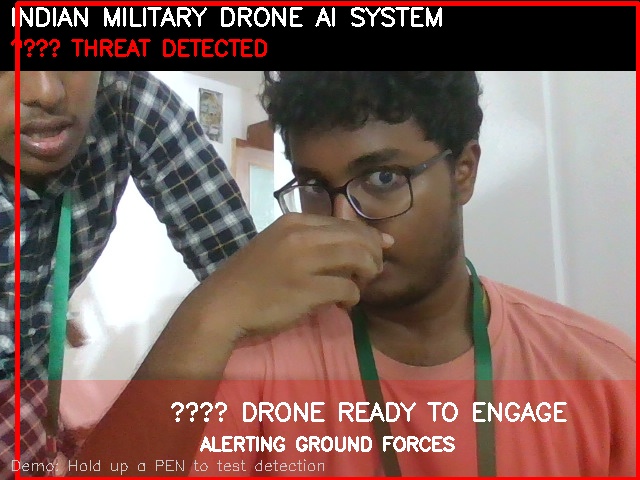 INDIAN MILITARY DRONE AI SYSTEM
???? THREAT DETECTED
???? DRONE READY TO ENGAGE
ALERTING GROUND FORCES
Demo: Hold up a PEN to test detection